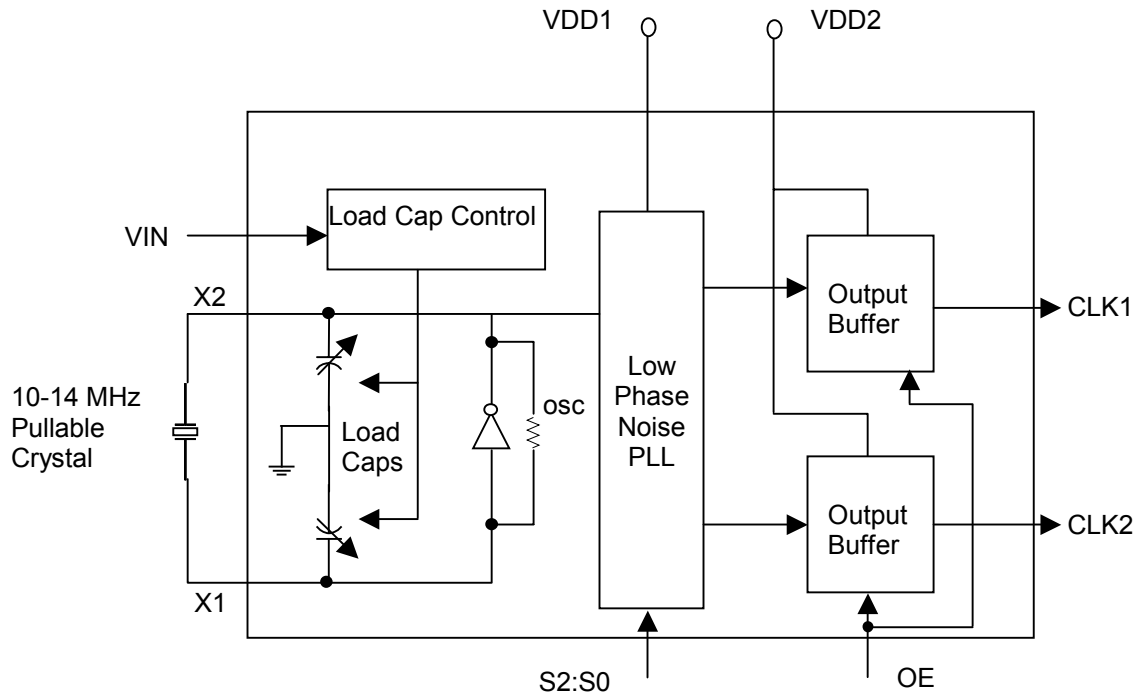 VDD1
VDD2
Load Cap Control
VIN
X2
Output
Buffer
CLK1
10-14 MHz
Pullable
Crystal
Load
Caps
osc
Low
Phase
Noise
PLL
Output
Buffer
CLK2
X1
S2:S0
OE